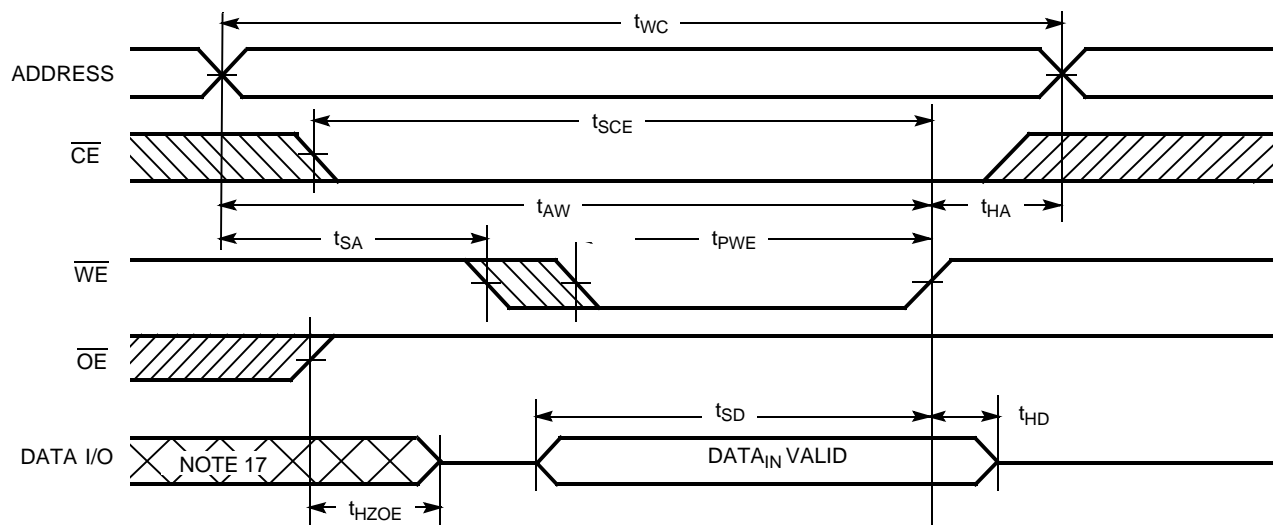 tWC
ADDRESS
tSCE
CE
tAW
tHA
tSA
tPWE
WE
OE
tSD
tHD
DATA I/O
NOTE 17
DATAIN VALID
tHZOE